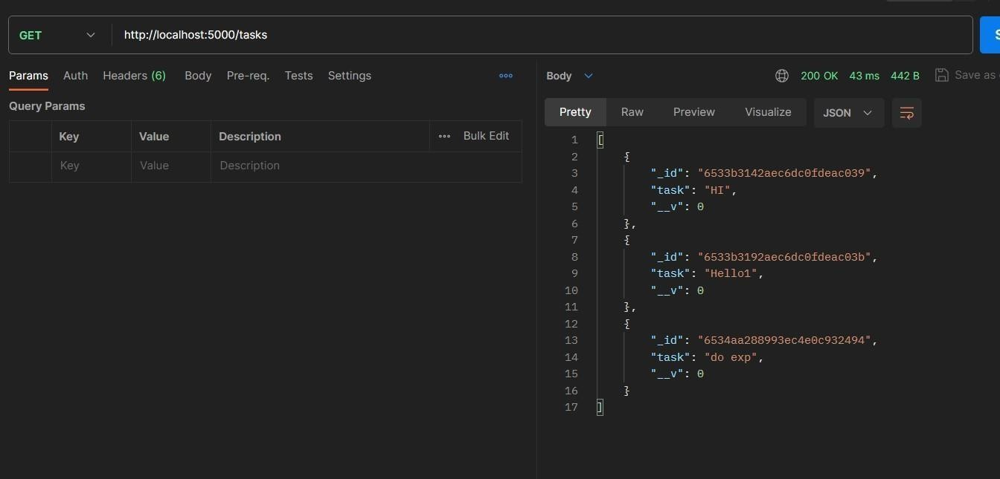 GET http://localhost:5000/tasks S
Params Auth Headers (6) Body Pre-req. Tests Settings
Query Params
Key Value Description Bulk Edit
Key Value Description
Body 200 OK 43 ms 442 B Save as
Pretty Raw Preview Visualize JSON
1 [
2 {
3 "_id": "6533b3142aec6dc0fdeac039",
4 "task": "HI",
5 "__v": 0
6 },
7 {
8 "_id": "6533b3192aec6dc0fdeac03b",
9 "task": "Hello1",
10 "__v": 0
11 },
12 {
13 "_id": "6534aa288993ec4e0c932494",
14 "task": "do exp",
15 "__v": 0
16 }
17 ]